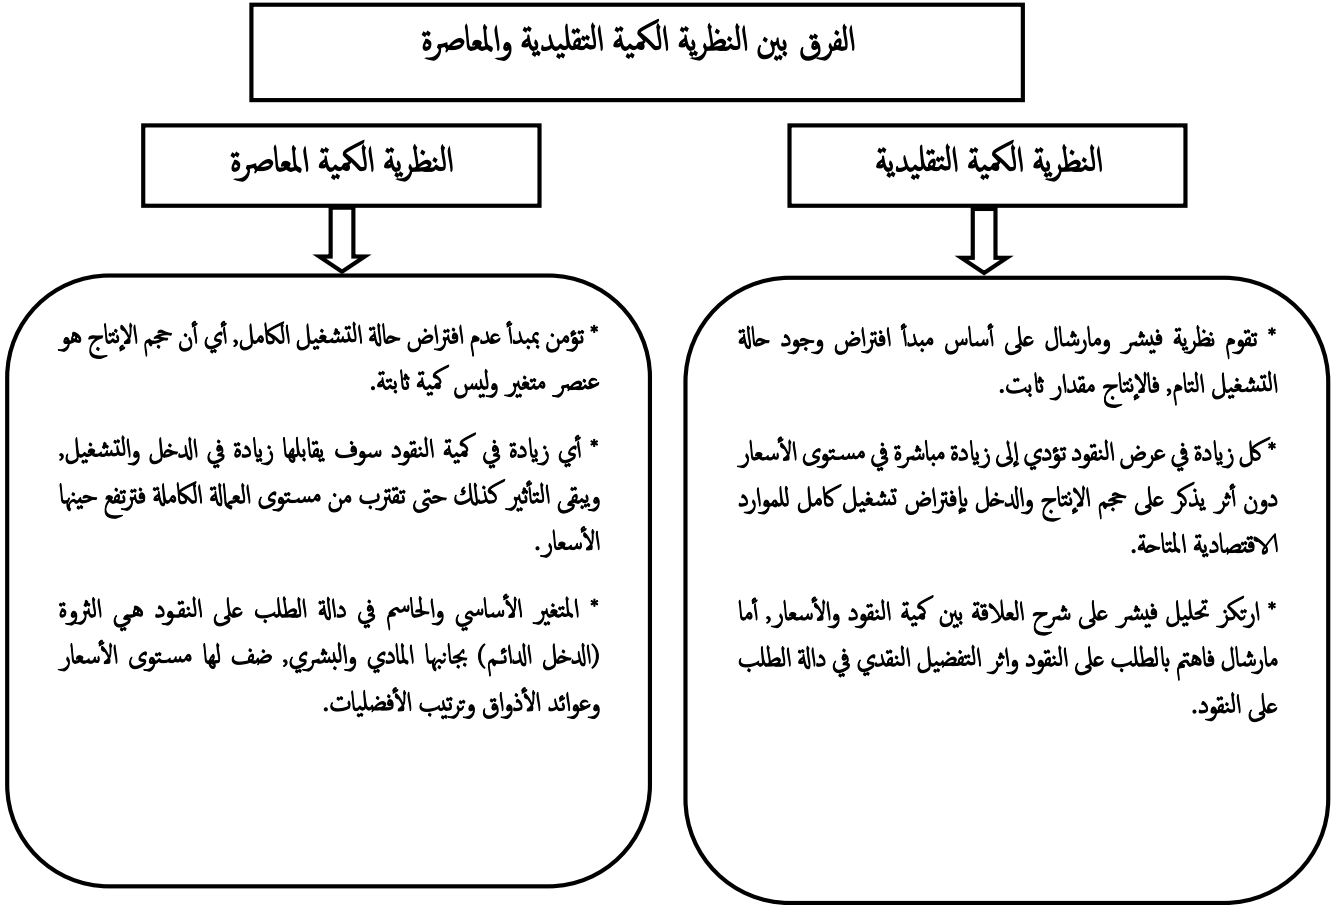 الفرق بين النظرية الكمية التقليدية والمعاصرة
النظرية الكمية التقليدية
النظرية الكمية المعاصرة
* تقوم نظرية فيشر ومارشال على أساس مبدأ افتراض وجود حالة
التشغيل التام, فالإنتاج مقدار ثابت.
*كل زيادة في عرض النقود تؤدي إلى زيادة مباشرة في مستوى الأسعار
دون أثر يذكر على حجم الإنتاج والدخل بإفتراض تشغيل كامل للموارد
الاقتصادية المتاحة.
* ارتكز تحليل فيشر على شرح العلاقة بين كمية النقود والأسعار, أما
مارشال فاهتم بالطلب على النقود واثر التفضيل النقدي في دالة الطلب
على النقود.
* تؤمن بمبدأ عدم افتراض حالة التشغيل الكامل, أي أن حجم الإنتاج هو
عنصر متغير وليس كمية ثابتة.
* أي زيادة في كمية النقود سوف يقابلها زيادة في الدخل والتشغيل,
ويبقى التأثير كذلك حتى تقترب من مستوى العمالة الكاملة فترتفع حينها
الأسعار.
* المتغير الأساسي والحاسم في دالة الطلب على النقود هي الثروة
(الدخل الدائم) بجانبها المادي والبشري, ضف لها مستوى الأسعار
وعوائد الأذواق وترتيب الأفضليات.